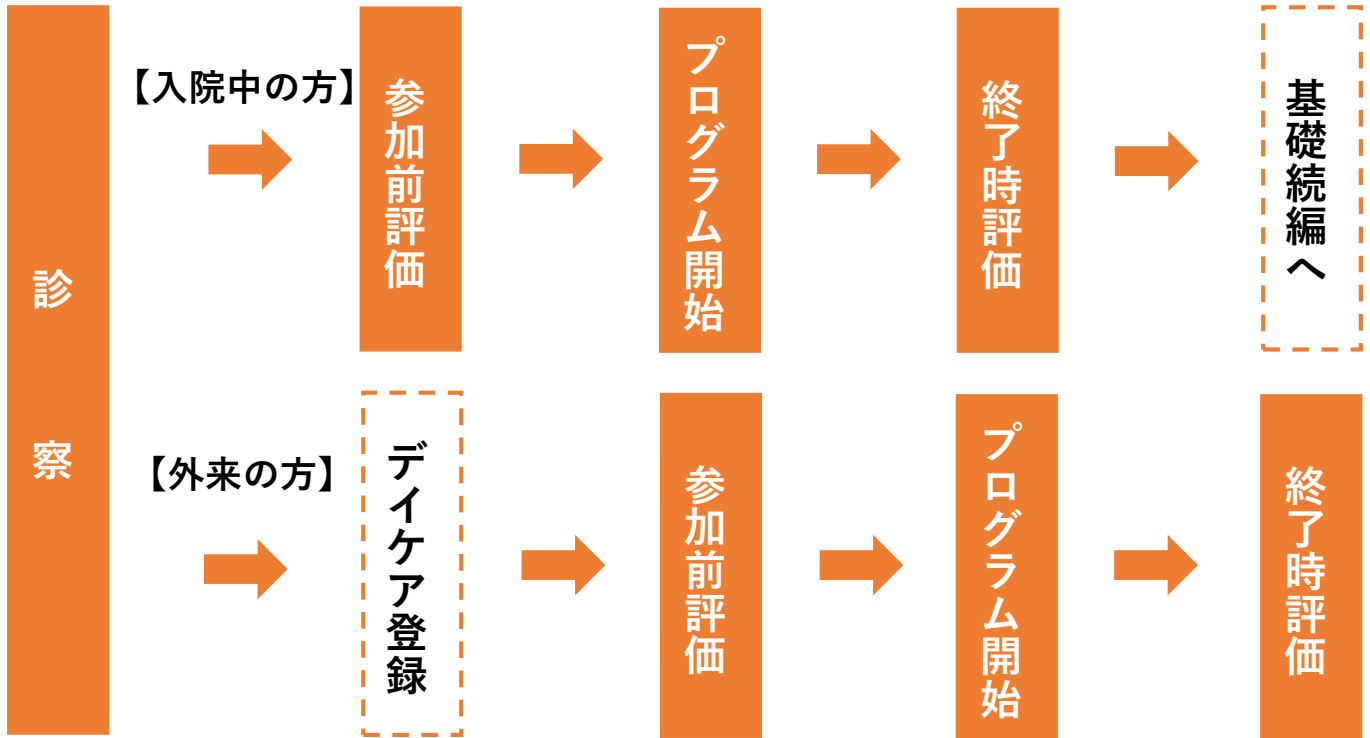 診察
【入院中の方】
参加前評価
プログラム開始
終了時評価
基礎続編へ
【外来の方】
デイケア登録
参加前評価
プログラム開始
終了時評価